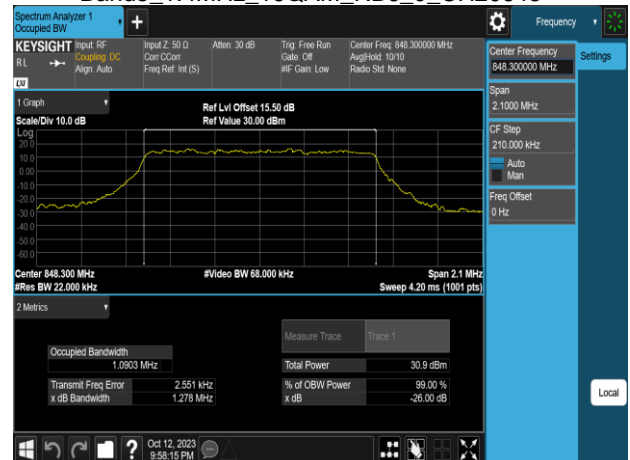 Spectrum Analyzer 1
Occupied BW
Frequency
KEYSIGHT
Input: RF
Coupling: DC
Align: Auto
R L
LXI
Input Z: 50 Ω
Corr CCorr
Freq Ref: Int (S)
Atten: 30 dB
Trig: Free Run
Gate: Off
#IF Gain: Low
Center Freq: 848.300000 MHz
Avg|Hold: 10/10
Radio Std: None
Center Frequency
848.300000 MHz
Settings
Span
2.1000 MHz
CF Step
210.000 kHz
Auto
Man
Freq Offset
0 Hz
1 Graph
Scale/Div 10.0 dB
Ref Lvl Offset 15.50 dB
Ref Value 30.00 dBm
Log
20.0
10.0
0.00
-10.0
-20.0
-30.0
-40.0
-50.0
-60.0
Center 848.300 MHz
#Res BW 22.000 kHz
#Video BW 68.000 kHz
Span 2.1 MHz
Sweep 4.20 ms (1001 pts)
2 Metrics
Measure Trace
Trace 1
Occupied Bandwidth
1.0903 MHz
Total Power
30.9 dBm
Transmit Freq Error
2.551 kHz
% of OBW Power
99.00 %
x dB Bandwidth
1.278 MHz
x dB
-26.00 dB
Local
Oct 12, 2023
9:58:15 PM